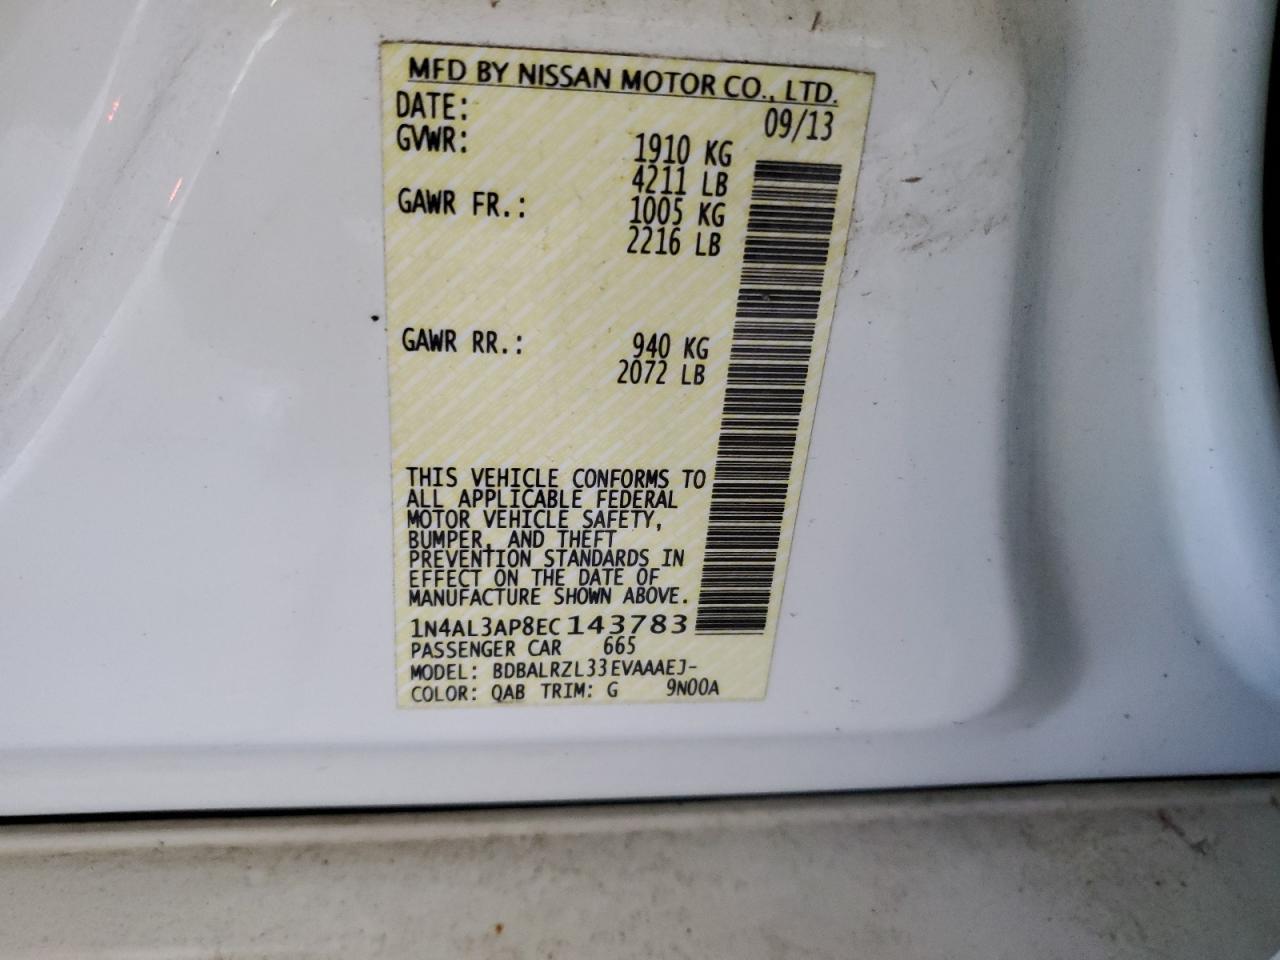 MFD BY NISSAN MOTOR CO., LTD.
DATE: 09/13
GVWR: 1910 KG
4211 LB
GAWR FR.: 1005 KG
2216 LB
GAWR RR.: 940 KG
2072 LB
THIS VEHICLE CONFORMS TO
ALL APPLICABLE FEDERAL
MOTOR VEHICLE SAFETY,
BUMPER, AND THEFT
PREVENTION STANDARDS IN
EFFECT ON THE DATE OF
MANUFACTURE SHOWN ABOVE.
1N4AL3AP8EC143783
PASSENGER CAR 665
MODEL: BDBALRZL33EVAAAEJ-
COLOR: QAB TRIM: G 9N00A